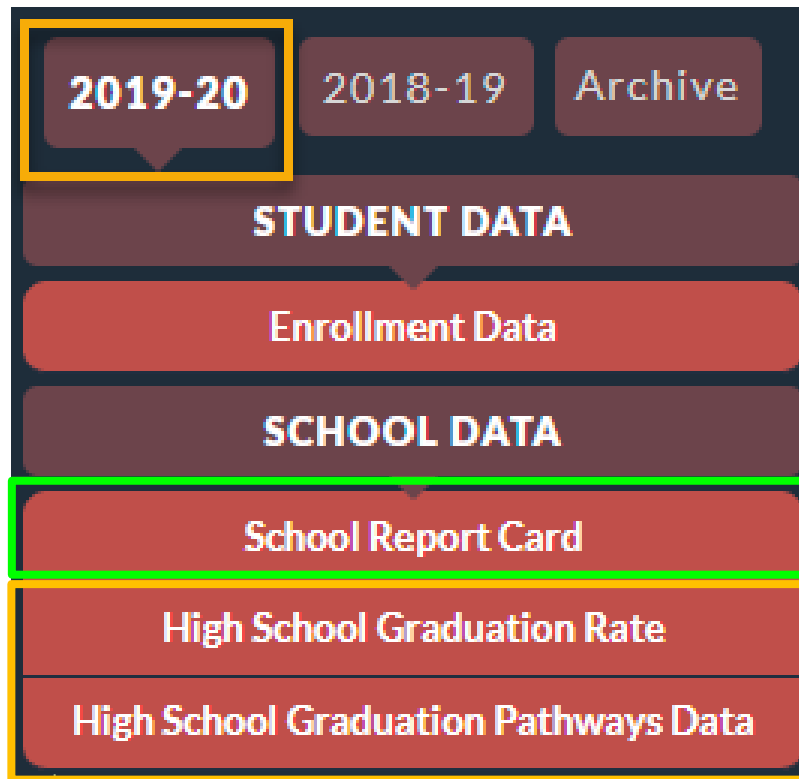 2019-20 2018-19 Archive
STUDENT DATA
Enrollment Data
SCHOOL DATA
School Report Card
High School Graduation Rate
High School Graduation Pathways Data